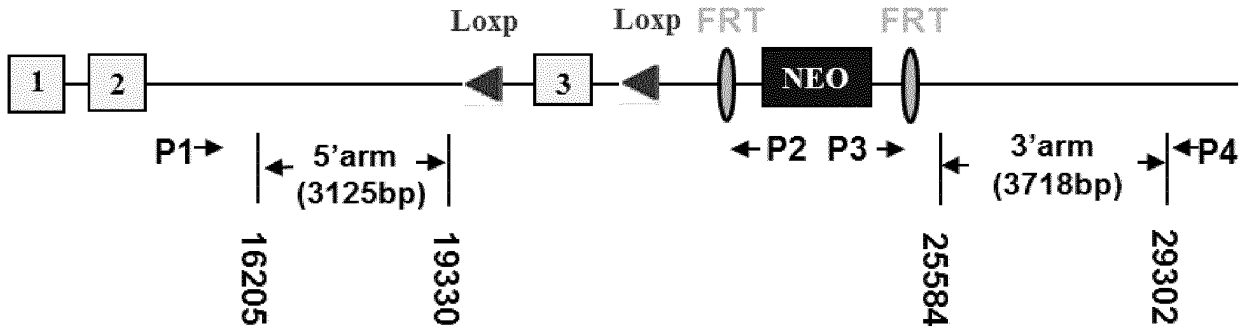 Loxp Loxp FRT FRT
1 2 3 NEO
P1 5’arm P2 P3 3’arm P4
(3125bp) (3718bp)
16205 19330 25584 29302